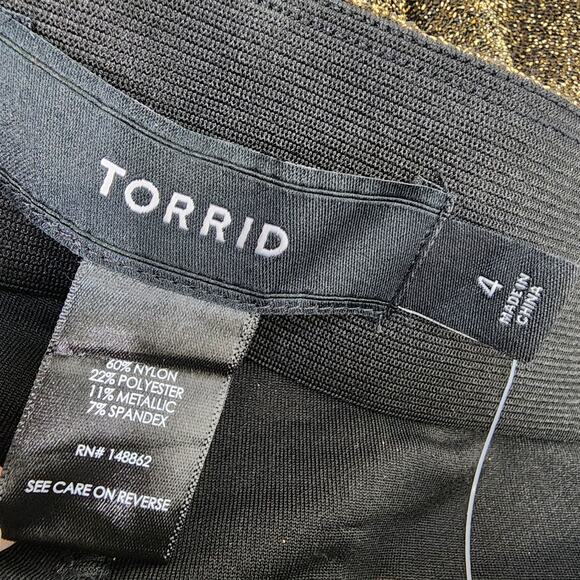 TORRID
4
MADE IN
CHINA
60% NYLON
22% POLYESTER
11% METALLIC
7% SPANDEX
RN# 148862
SEE CARE ON REVERSE